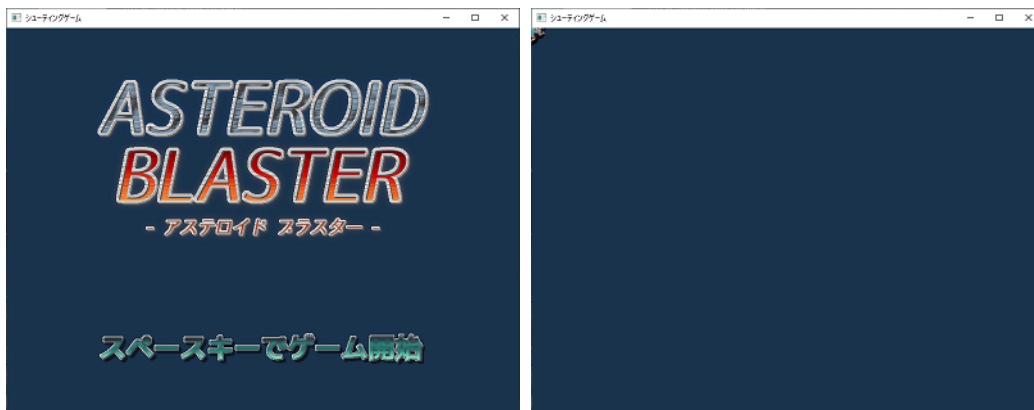 シューティングゲーム
ASTEROID
BLASTER
- アステロイド ブラスター -
スペースキーでゲーム開始
シューティングゲーム